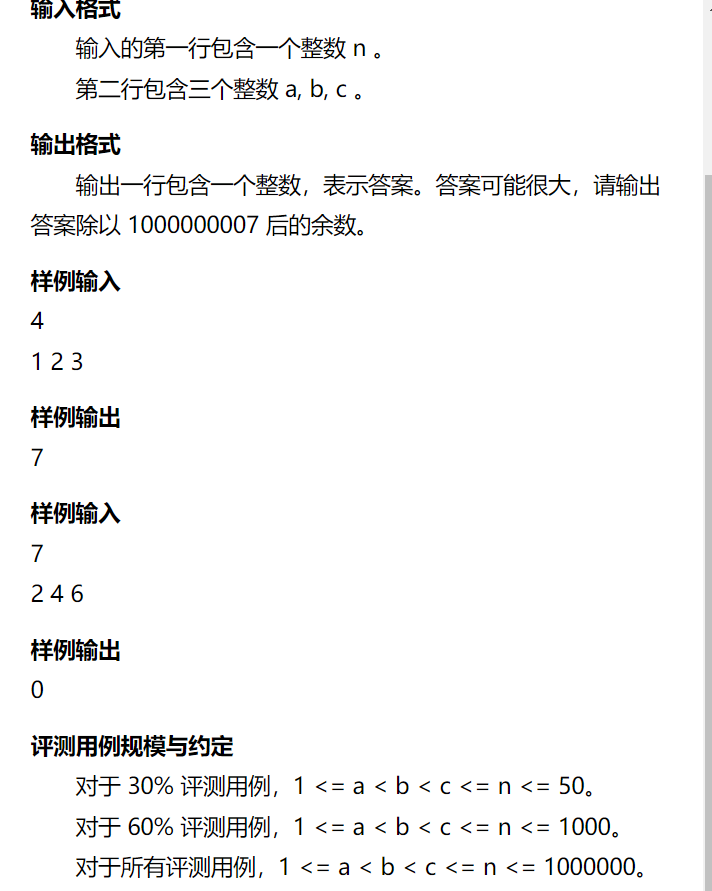 输入格式
输入的第一行包含一个整数 n 。
第二行包含三个整数 a, b, c 。
输出格式
输出一行包含一个整数，表示答案。答案可能很大，请输出
答案除以 1000000007 后的余数。
样例输入
4
1 2 3
样例输出
7
样例输入
7
2 4 6
样例输出
0
评测用例规模与约定
对于 30% 评测用例，1 <= a < b < c <= n <= 50。
对于 60% 评测用例，1 <= a < b < c <= n <= 1000。
对于所有评测用例，1 <= a < b < c <= n <= 1000000。